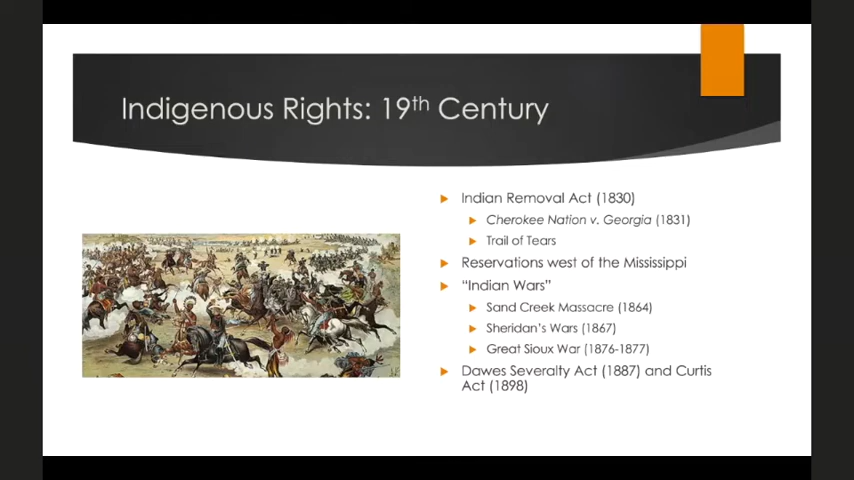 Indigenous Rights: 19th Century
Indian Removal Act (1830)
Cherokee Nation v. Georgia (1831)
Trail of Tears
Reservations west of the Mississippi
“Indian Wars”
Sand Creek Massacre (1864)
Sheridan’s Wars (1867)
Great Sioux War (1876-1877)
Dawes Severalty Act (1887) and Curtis
Act (1898)